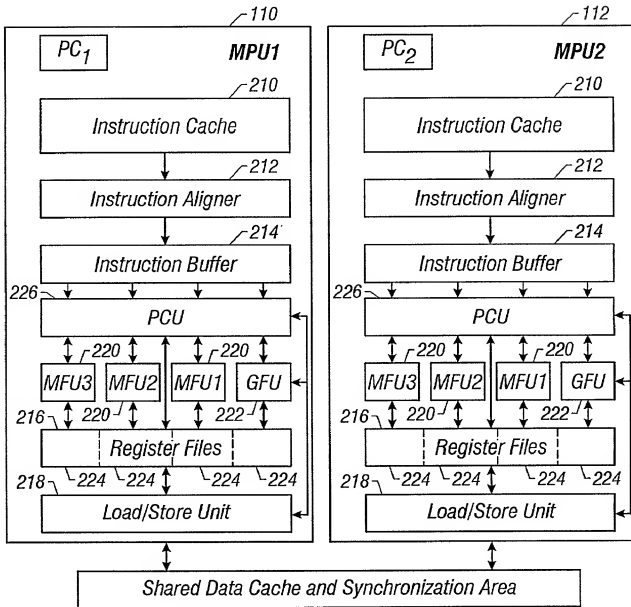 110
112
PC1
MPU1
PC2
MPU2
210
210
Instruction Cache
Instruction Cache
212
212
Instruction Aligner
Instruction Aligner
214
214
Instruction Buffer
Instruction Buffer
226
226
PCU
PCU
220
220
220
220
MFU3
MFU2
MFU1
GFU
MFU3
MFU2
MFU1
GFU
216
220
222
216
220
222
Register Files
Register Files
224
224
224
224
224
224
224
224
218
218
Load/Store Unit
Load/Store Unit
Shared Data Cache and Synchronization Area